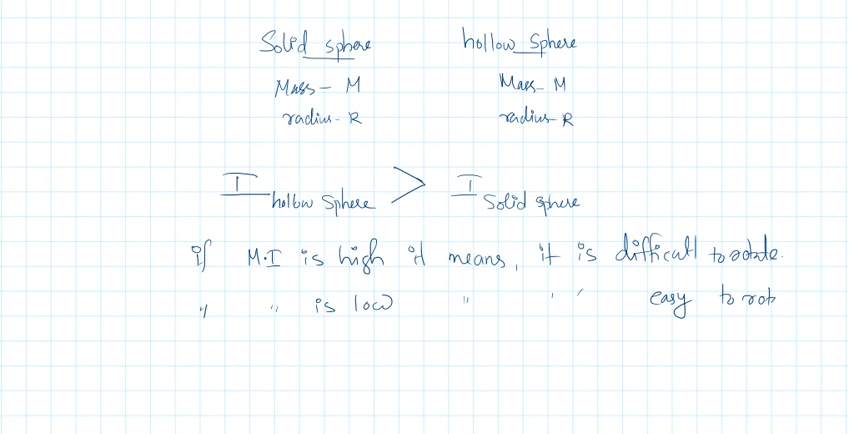 Solid sphere hollow Sphere
Mass - M Mass - M
radius - R radius - R
I hollow Sphere > I Solid sphere
if M.I is high it means, it is difficult to rotate.
" " is low " " " easy to rot